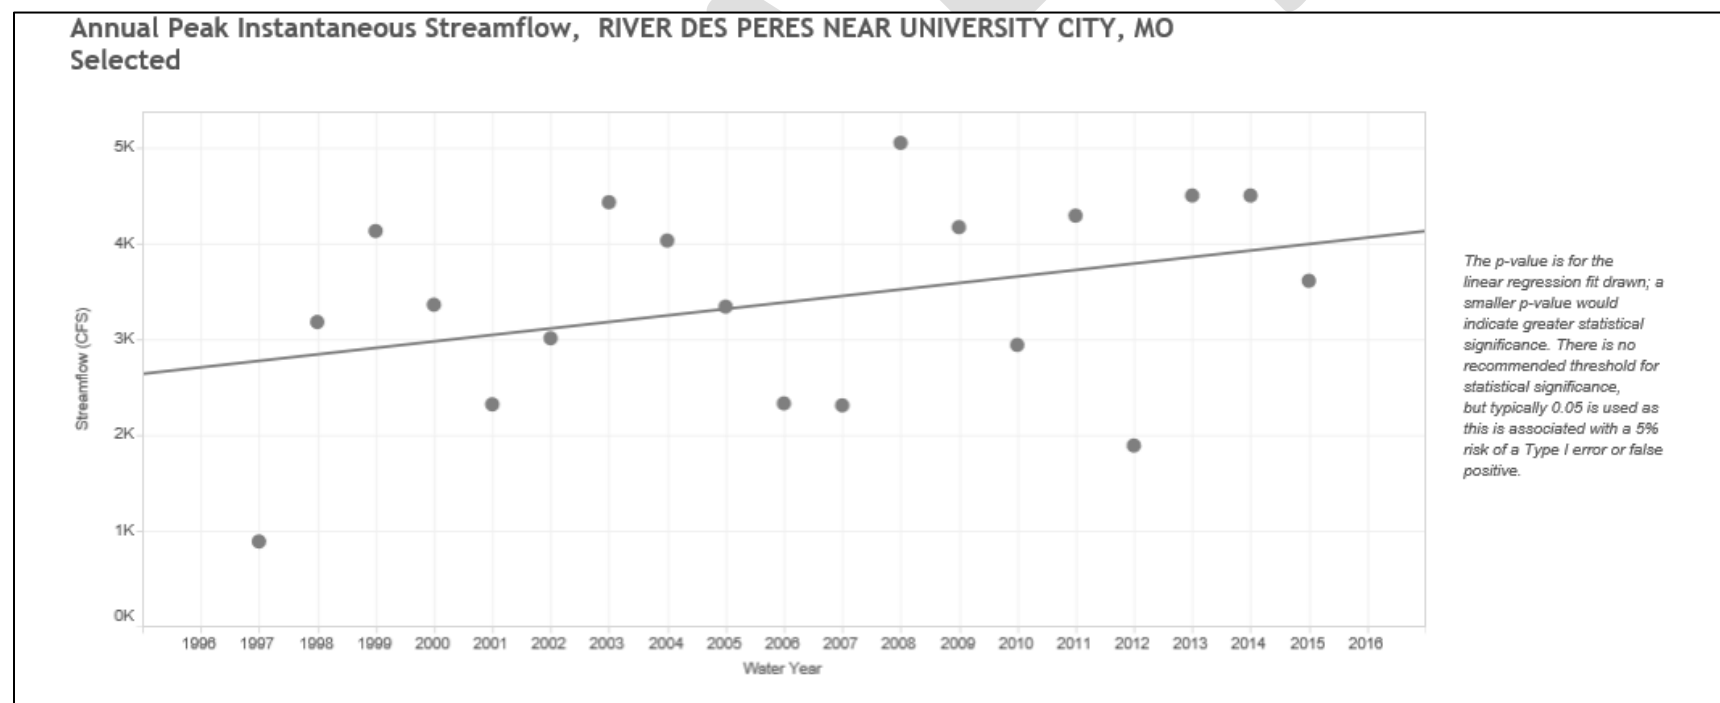 Annual Peak Instantaneous Streamflow,  RIVER DES PERES NEAR UNIVERSITY CITY, MO
Selected
Streamflow (CFS)
5K
4K
3K
2K
1K
0K
1996 1997 1998 1999 2000 2001 2002 2003 2004 2005 2006 2007 2008 2009 2010 2011 2012 2013 2014 2015 2016
Water Year
The p-value is for the
linear regression fit drawn; a
smaller p-value would
indicate greater statistical
significance. There is no
recommended threshold for
statistical significance,
but typically 0.05 is used as
this is associated with a 5%
risk of a Type I error or false
positive.